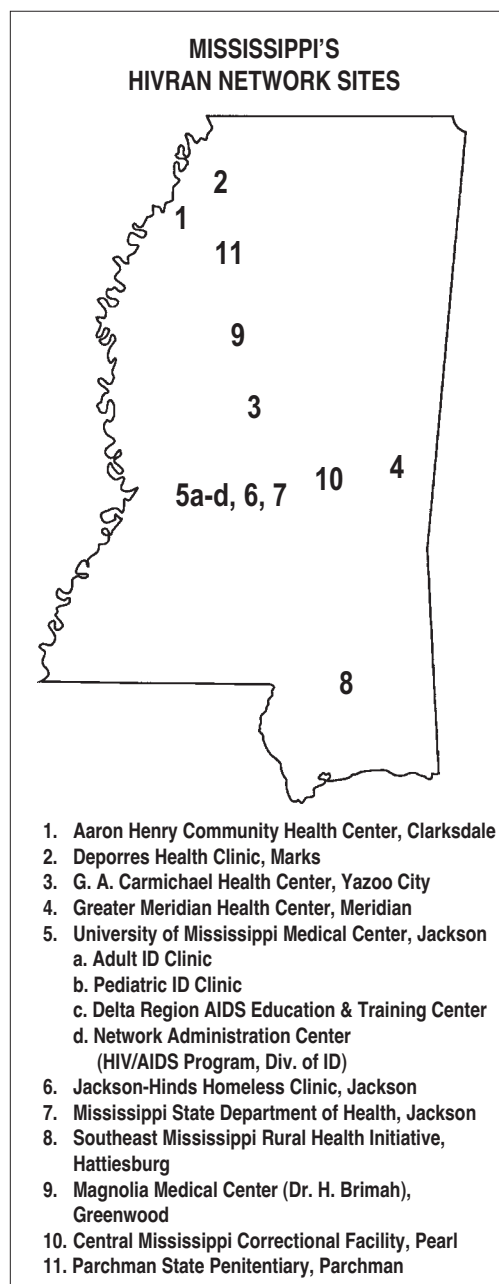 MISSISSIPPI'S
HIVRAN NETWORK SITES
2
1
11
9
3
4
10
5a-d, 6, 7
8
1. Aaron Henry Community Health Center, Clarksdale
2. Deporres Health Clinic, Marks
3. G. A. Carmichael Health Center, Yazoo City
4. Greater Meridian Health Center, Meridian
5. University of Mississippi Medical Center, Jackson
a. Adult ID Clinic
b. Pediatric ID Clinic
c. Delta Region AIDS Education & Training Center
d. Network Administration Center
(HIV/AIDS Program, Div. of ID)
6. Jackson-Hinds Homeless Clinic, Jackson
7. Mississippi State Department of Health, Jackson
8. Southeast Mississippi Rural Health Initiative,
Hattiesburg
9. Magnolia Medical Center (Dr. H. Brimah),
Greenwood
10. Central Mississippi Correctional Facility, Pearl
11. Parchman State Penitentiary, Parchman